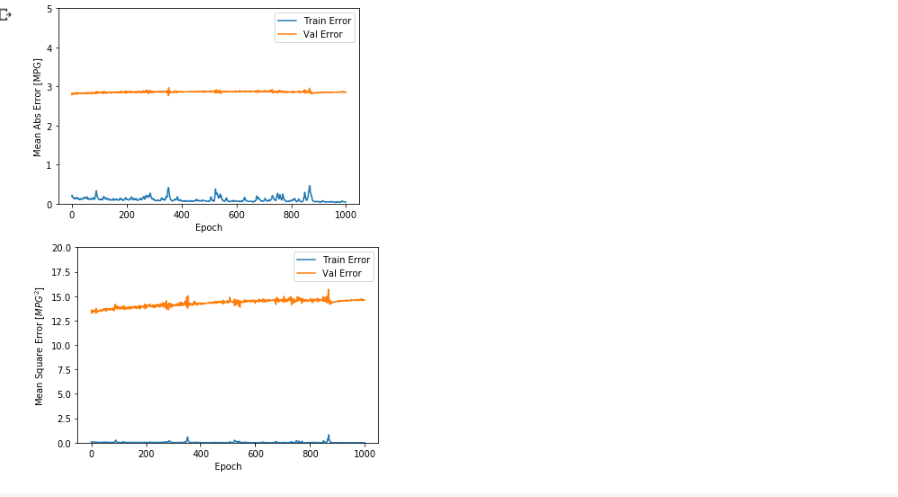 5
4
3
2
1
0
Mean Abs Error [MPG]
Train Error
Val Error
0 200 400 600 800 1000
Epoch
20.0
17.5
15.0
12.5
10.0
7.5
5.0
2.5
0.0
Mean Square Error [$MPG^2$]
Train Error
Val Error
0 200 400 600 800 1000
Epoch